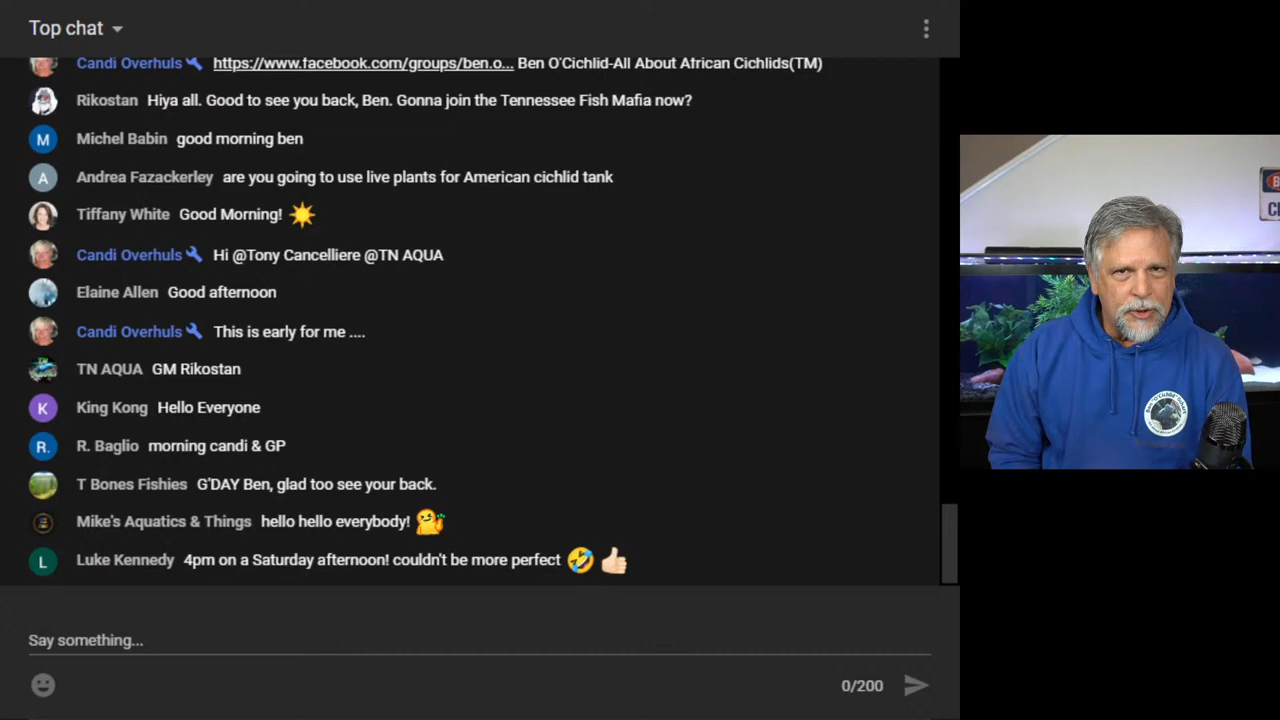 Top chat
Candi Overhuls https://www.facebook.com/groups/ben.o... Ben O'Cichlid-All About African Cichlids(TM)
Rikostan Hiya all. Good to see you back, Ben. Gonna join the Tennessee Fish Mafia now?
M Michel Babin good morning ben
A Andrea Fazackerley are you going to use live plants for American cichlid tank
Tiffany White Good Morning!
Candi Overhuls Hi @Tony Cancelliere @TN AQUA
Elaine Allen Good afternoon
Candi Overhuls This is early for me ....
TN AQUA GM Rikostan
K King Kong Hello Everyone
R. R. Baglio morning candi & GP
T Bones Fishies G'DAY Ben, glad too see your back.
Mike's Aquatics & Things hello hello everybody!
L Luke Kennedy 4pm on a Saturday afternoon! couldn't be more perfect
Say something...
0/200